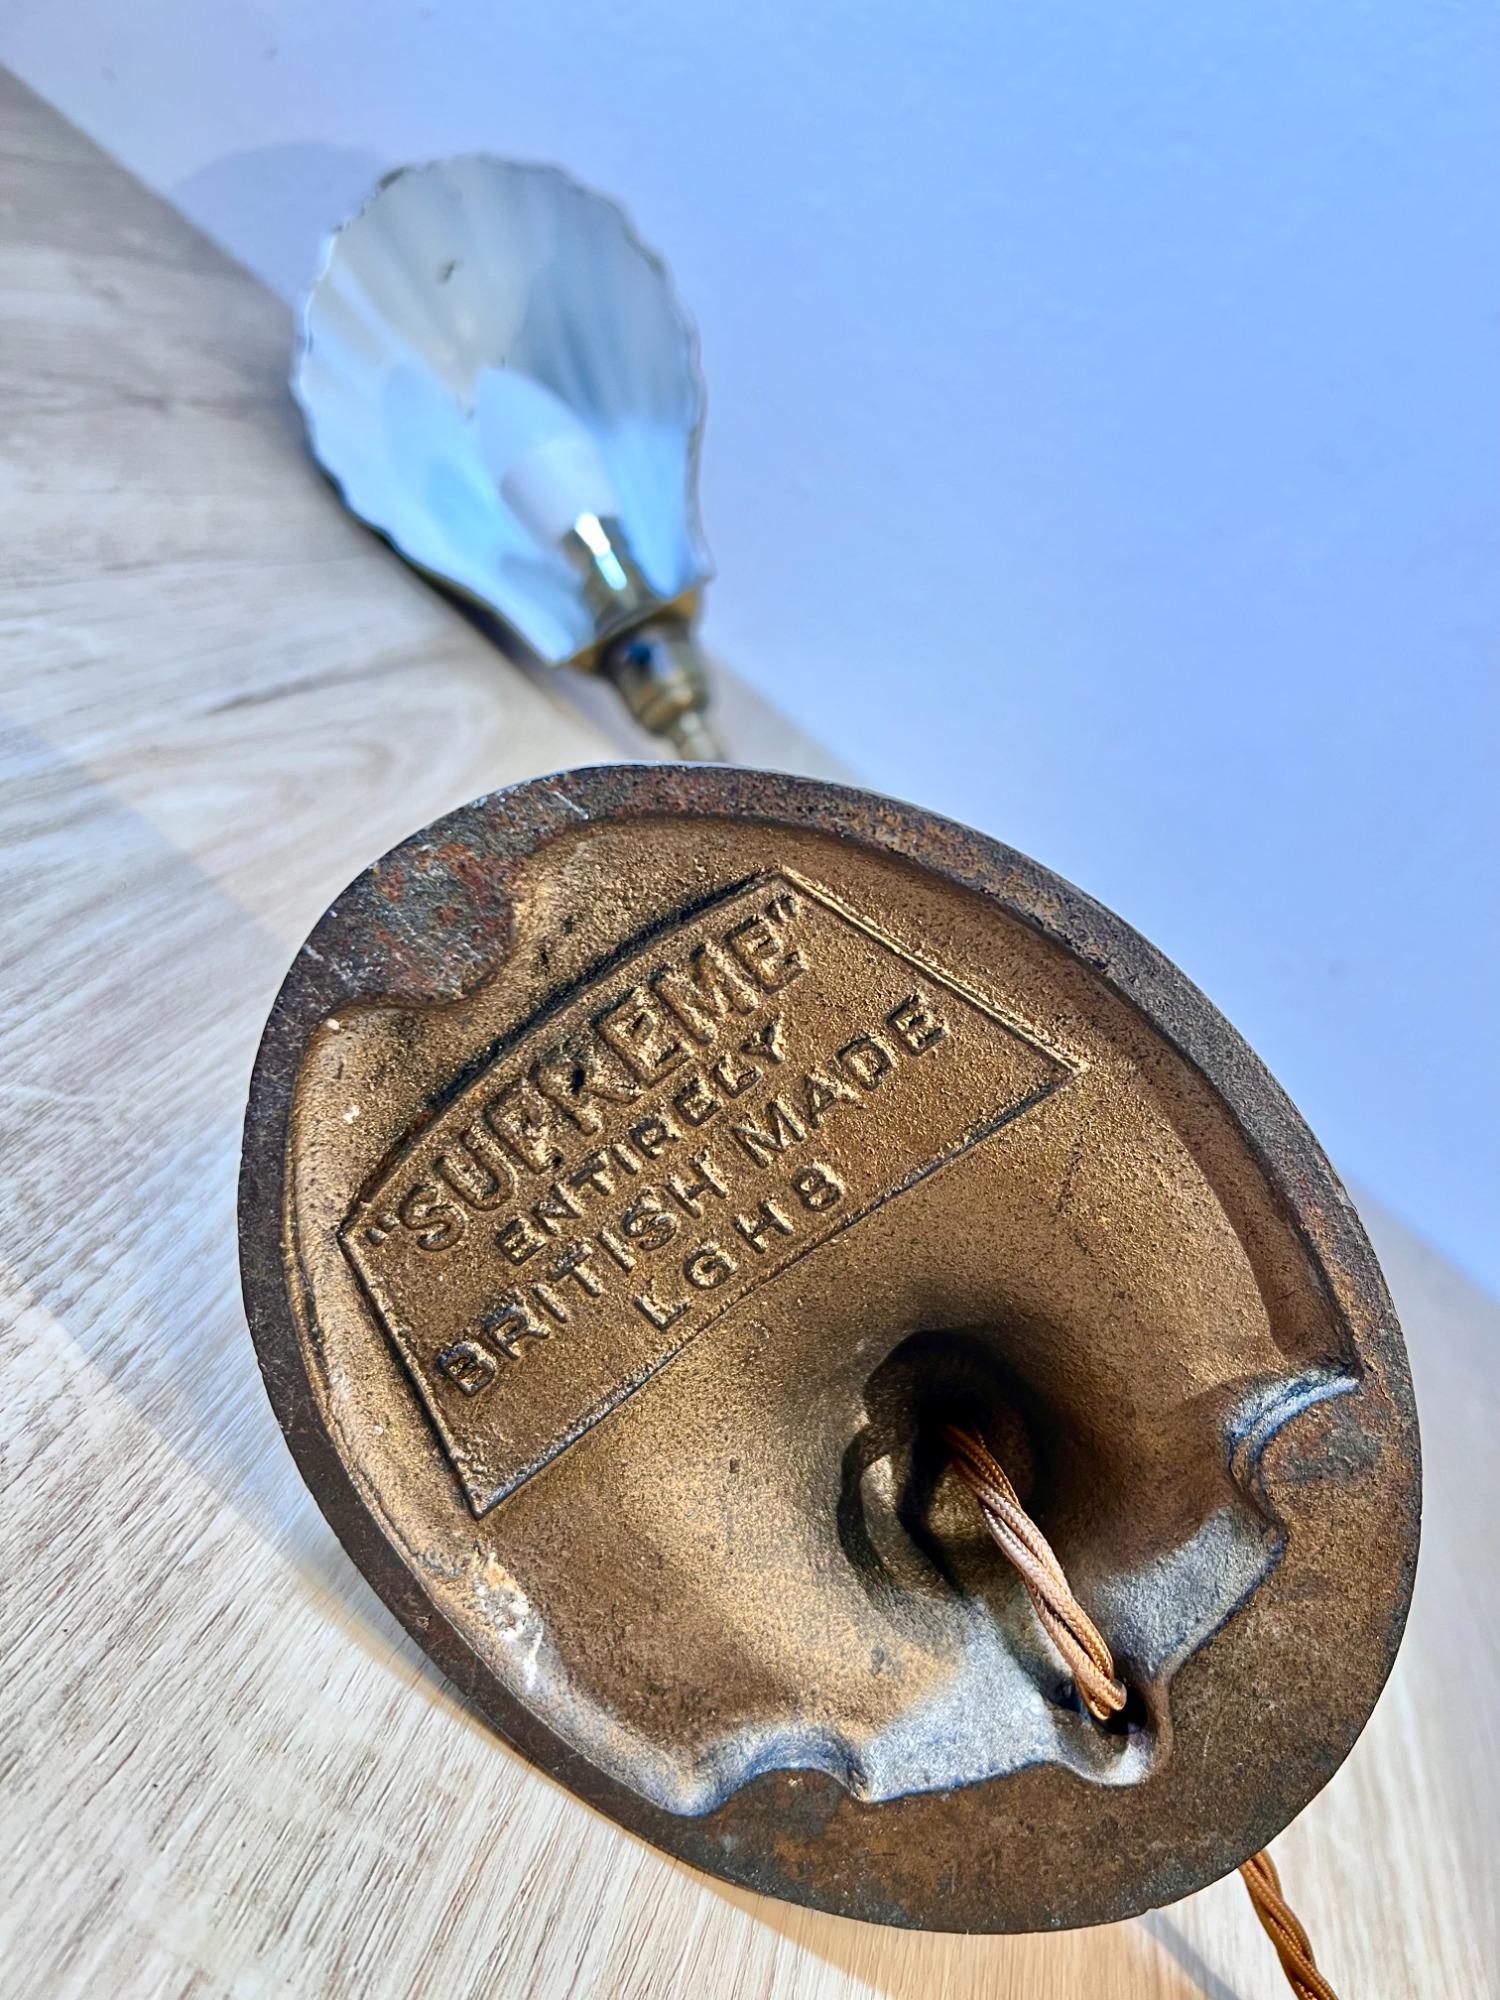 "SUPREME"
ENTIRELY
BRITISH MADE
LGH8